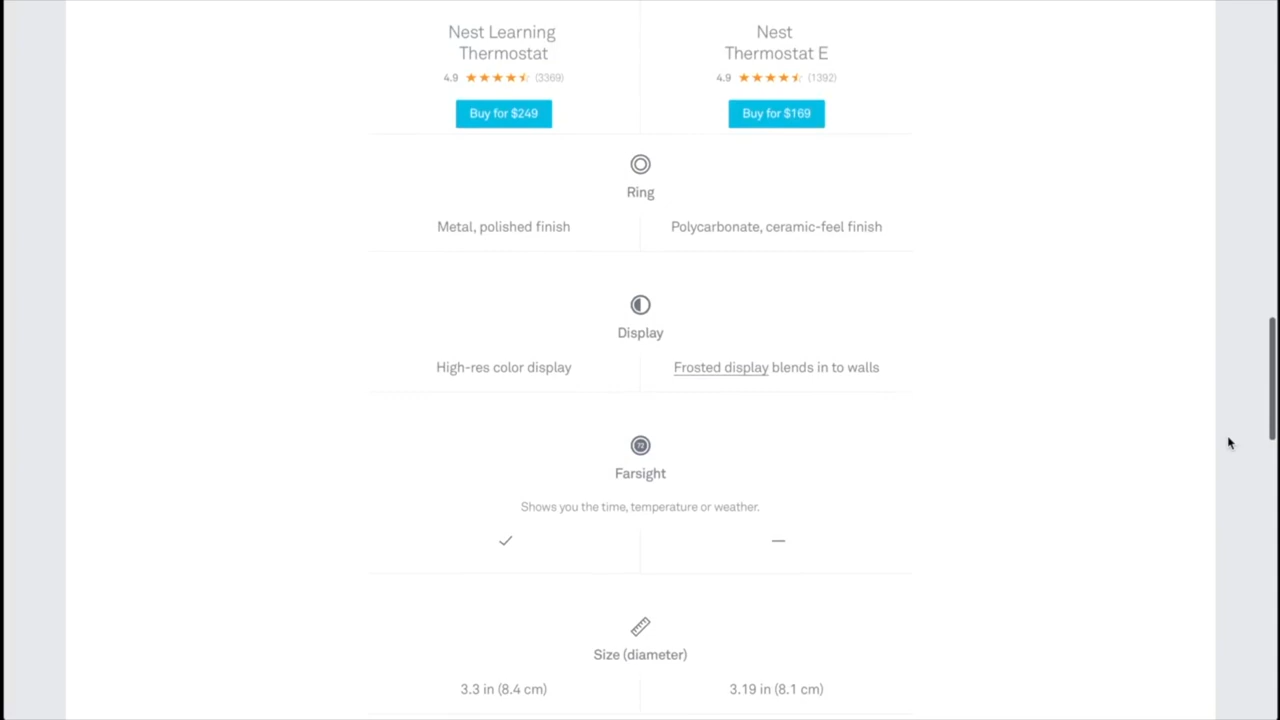 Nest Learning
Thermostat
4.9 (3369)
Buy for $249
Nest
Thermostat E
4.9 (1392)
Buy for $169
Ring
Metal, polished finish
Polycarbonate, ceramic-feel finish
Display
High-res color display
Frosted display blends in to walls
Farsight
Shows you the time, temperature or weather.
Size (diameter)
3.3 in (8.4 cm)
3.19 in (8.1 cm)